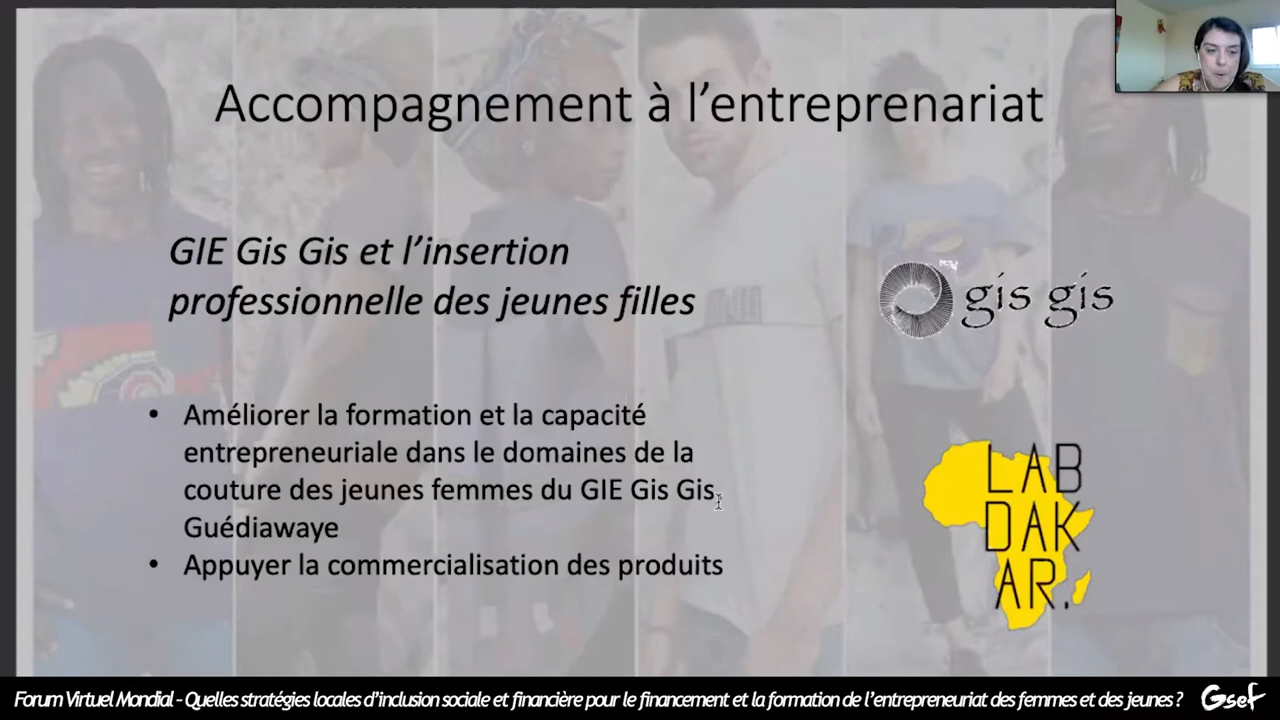 Accompagnement à l'entreprenariat
GIE Gis Gis et l'insertion
professionnelle des jeunes filles
gis gis
• Améliorer la formation et la capacité
entrepreneuriale dans le domaines de la
couture des jeunes femmes du GIE Gis Gis
Guédiawaye
• Appuyer la commercialisation des produits
LAB
DAK
AR.
Forum Virtuel Mondial - Quelles stratégies locales d'inclusion sociale et financière pour le financement et la formation de l'entrepreneuriat des femmes et des jeunes ?
Gsef